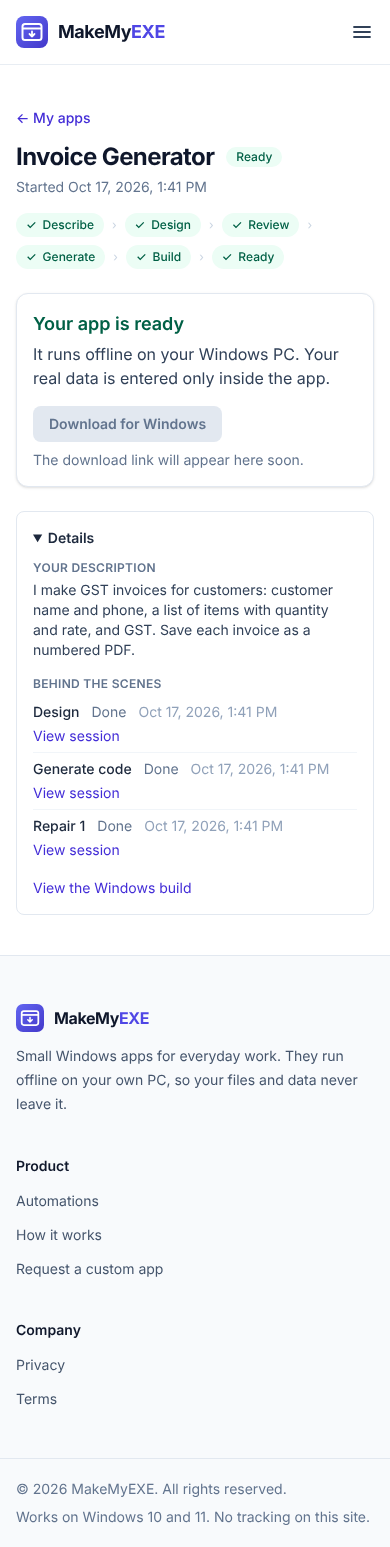 MakeMyEXE
← My apps
Invoice Generator Ready
Started Oct 17, 2026, 1:41 PM
✓ Describe › ✓ Design › ✓ Review ›
✓ Generate › ✓ Build › ✓ Ready
Your app is ready
It runs offline on your Windows PC. Your
real data is entered only inside the app.
Download for Windows
The download link will appear here soon.
▼ Details
YOUR DESCRIPTION
I make GST invoices for customers: customer
name and phone, a list of items with quantity
and rate, and GST. Save each invoice as a
numbered PDF.
BEHIND THE SCENES
Design Done Oct 17, 2026, 1:41 PM
View session
Generate code Done Oct 17, 2026, 1:41 PM
View session
Repair 1 Done Oct 17, 2026, 1:41 PM
View session
View the Windows build
MakeMyEXE
Small Windows apps for everyday work. They run
offline on your own PC, so your files and data never
leave it.
Product
Automations
How it works
Request a custom app
Company
Privacy
Terms
© 2026 MakeMyEXE. All rights reserved.
Works on Windows 10 and 11. No tracking on this site.